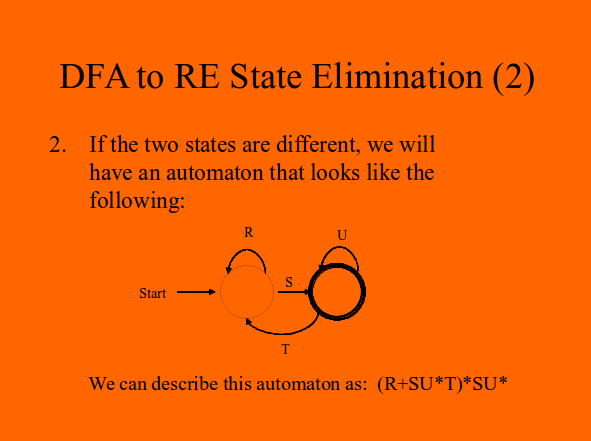 DFA to RE State Elimination (2)
2. If the two states are different, we will
have an automaton that looks like the
following:
R
U
S
Start
T
We can describe this automaton as: (R+SU*T)*SU*